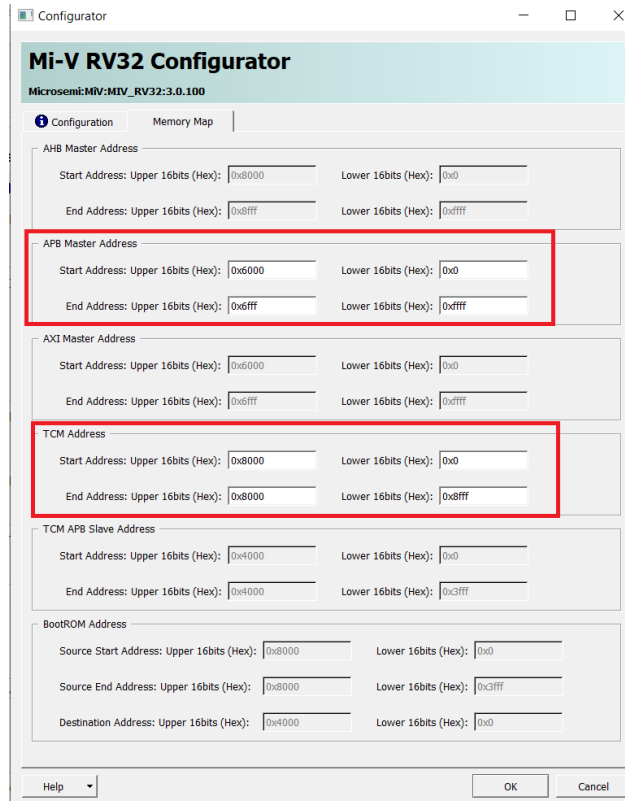 Configurator
Mi-V RV32 Configurator
Microsemi:MiV:MIV_RV32:3.0.100
Configuration Memory Map
AHB Master Address
Start Address: Upper 16bits (Hex): 0x8000 Lower 16bits (Hex): 0x0
End Address: Upper 16bits (Hex): 0x8fff Lower 16bits (Hex): 0xffff
APB Master Address
Start Address: Upper 16bits (Hex): 0x6000 Lower 16bits (Hex): 0x0
End Address: Upper 16bits (Hex): 0x6fff Lower 16bits (Hex): 0xffff
AXI Master Address
Start Address: Upper 16bits (Hex): 0x6000 Lower 16bits (Hex): 0x0
End Address: Upper 16bits (Hex): 0x6fff Lower 16bits (Hex): 0xffff
TCM Address
Start Address: Upper 16bits (Hex): 0x8000 Lower 16bits (Hex): 0x0
End Address: Upper 16bits (Hex): 0x8000 Lower 16bits (Hex): 0x8fff
TCM APB Slave Address
Start Address: Upper 16bits (Hex): 0x4000 Lower 16bits (Hex): 0x0
End Address: Upper 16bits (Hex): 0x4000 Lower 16bits (Hex): 0x3fff
BootROM Address
Source Start Address: Upper 16bits (Hex): 0x8000 Lower 16bits (Hex): 0x0
Source End Address: Upper 16bits (Hex): 0x8000 Lower 16bits (Hex): 0x3fff
Destination Address: Upper 16bits (Hex): 0x4000 Lower 16bits (Hex): 0x0
Help OK Cancel